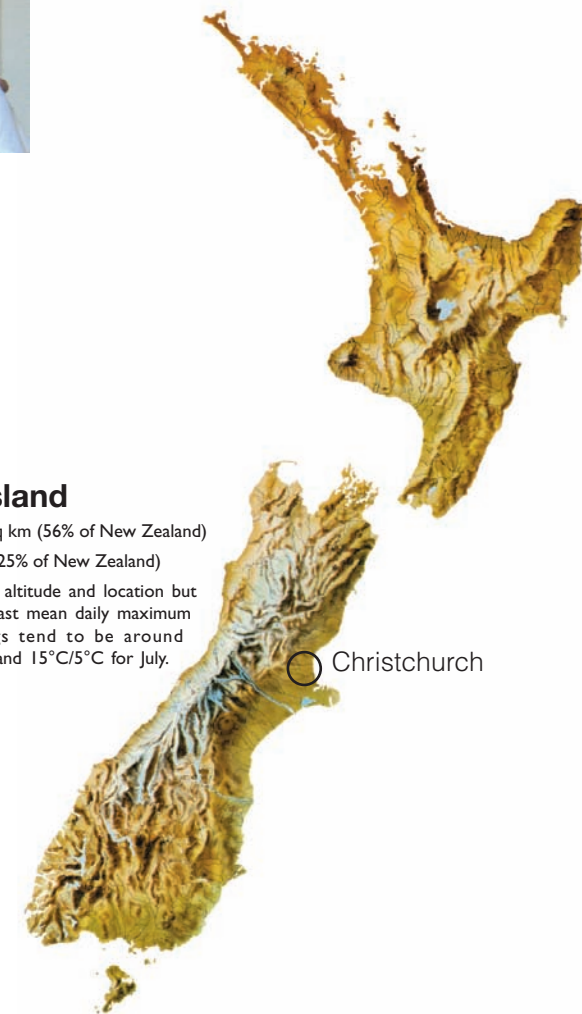 sland
q km (56% of New Zealand)
25% of New Zealand)
altitude and location but
ast mean daily maximum
s tend to be around
and 15°C/5°C for July.
Christchurch